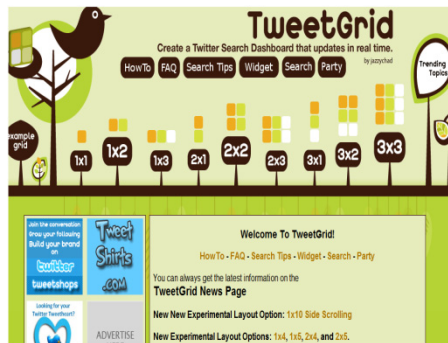 TweetGrid
Create a Twitter Search Dashboard that updates in real time.
by jazzychad
HowTo FAQ Search Tips Widget Search Party
Trending Topics
example grid
1x1 1x2 1x3 2x1 2x2 2x3 3x1 3x2 3x3
Join the conversation
Grow your following
Build your brand
on
twitter
tweetshops
Tweet
Shirts
.COM
Looking for your
Twitter Tweetheart?
ADVERTISE
Welcome To TweetGrid!
HowTo - FAQ - Search Tips - Widget - Search - Party
You can always get the latest information on the
TweetGrid News Page
New New Experimental Layout Option: 1x10 Side Scrolling
New Experimental Layout Options: 1x4, 1x5, 2x4, and 2x5.